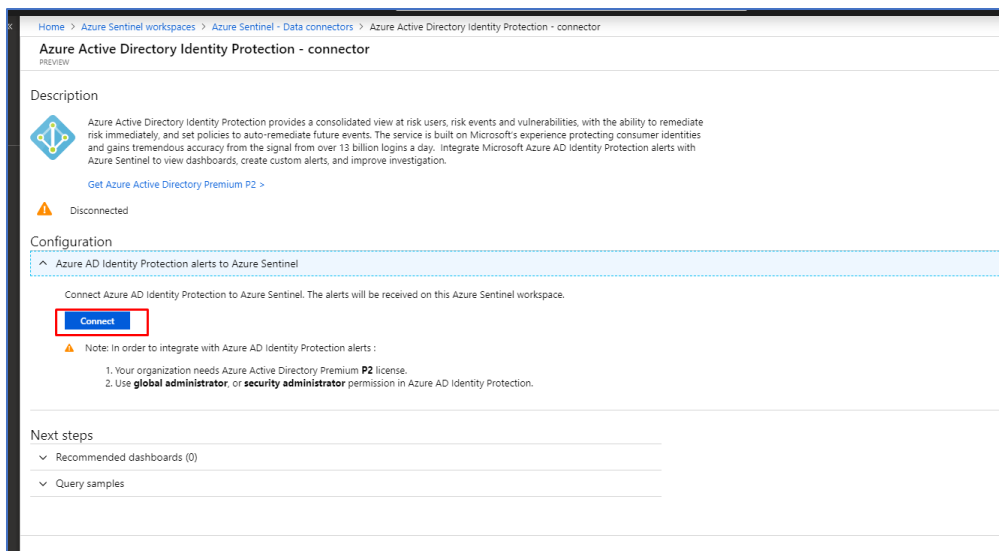 Home > Azure Sentinel workspaces > Azure Sentinel - Data connectors > Azure Active Directory Identity Protection - connector
Azure Active Directory Identity Protection - connector
PREVIEW
Description
Azure Active Directory Identity Protection provides a consolidated view at risk users, risk events and vulnerabilities, with the ability to remediate
risk immediately, and set policies to auto-remediate future events. The service is built on Microsoft's experience protecting consumer identities
and gains tremendous accuracy from the signal from over 13 billion logins a day. Integrate Microsoft Azure AD Identity Protection alerts with
Azure Sentinel to view dashboards, create custom alerts, and improve investigation.
Get Azure Active Directory Premium P2 >
Disconnected
Configuration
Azure AD Identity Protection alerts to Azure Sentinel
Connect Azure AD Identity Protection to Azure Sentinel. The alerts will be received on this Azure Sentinel workspace.
Connect
Note: In order to integrate with Azure AD Identity Protection alerts :
1. Your organization needs Azure Active Directory Premium P2 license.
2. Use global administrator, or security administrator permission in Azure AD Identity Protection.
Next steps
Recommended dashboards (0)
Query samples